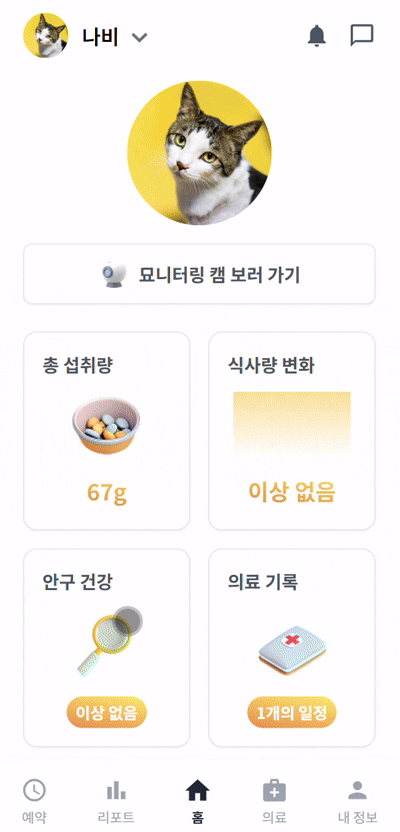 나비
묘니터링 캠 보러 가기
총 섭취량
67g
식사량 변화
이상 없음
안구 건강
이상 없음
의료 기록
1개의 일정
예약
리포트
홈
의료
내 정보